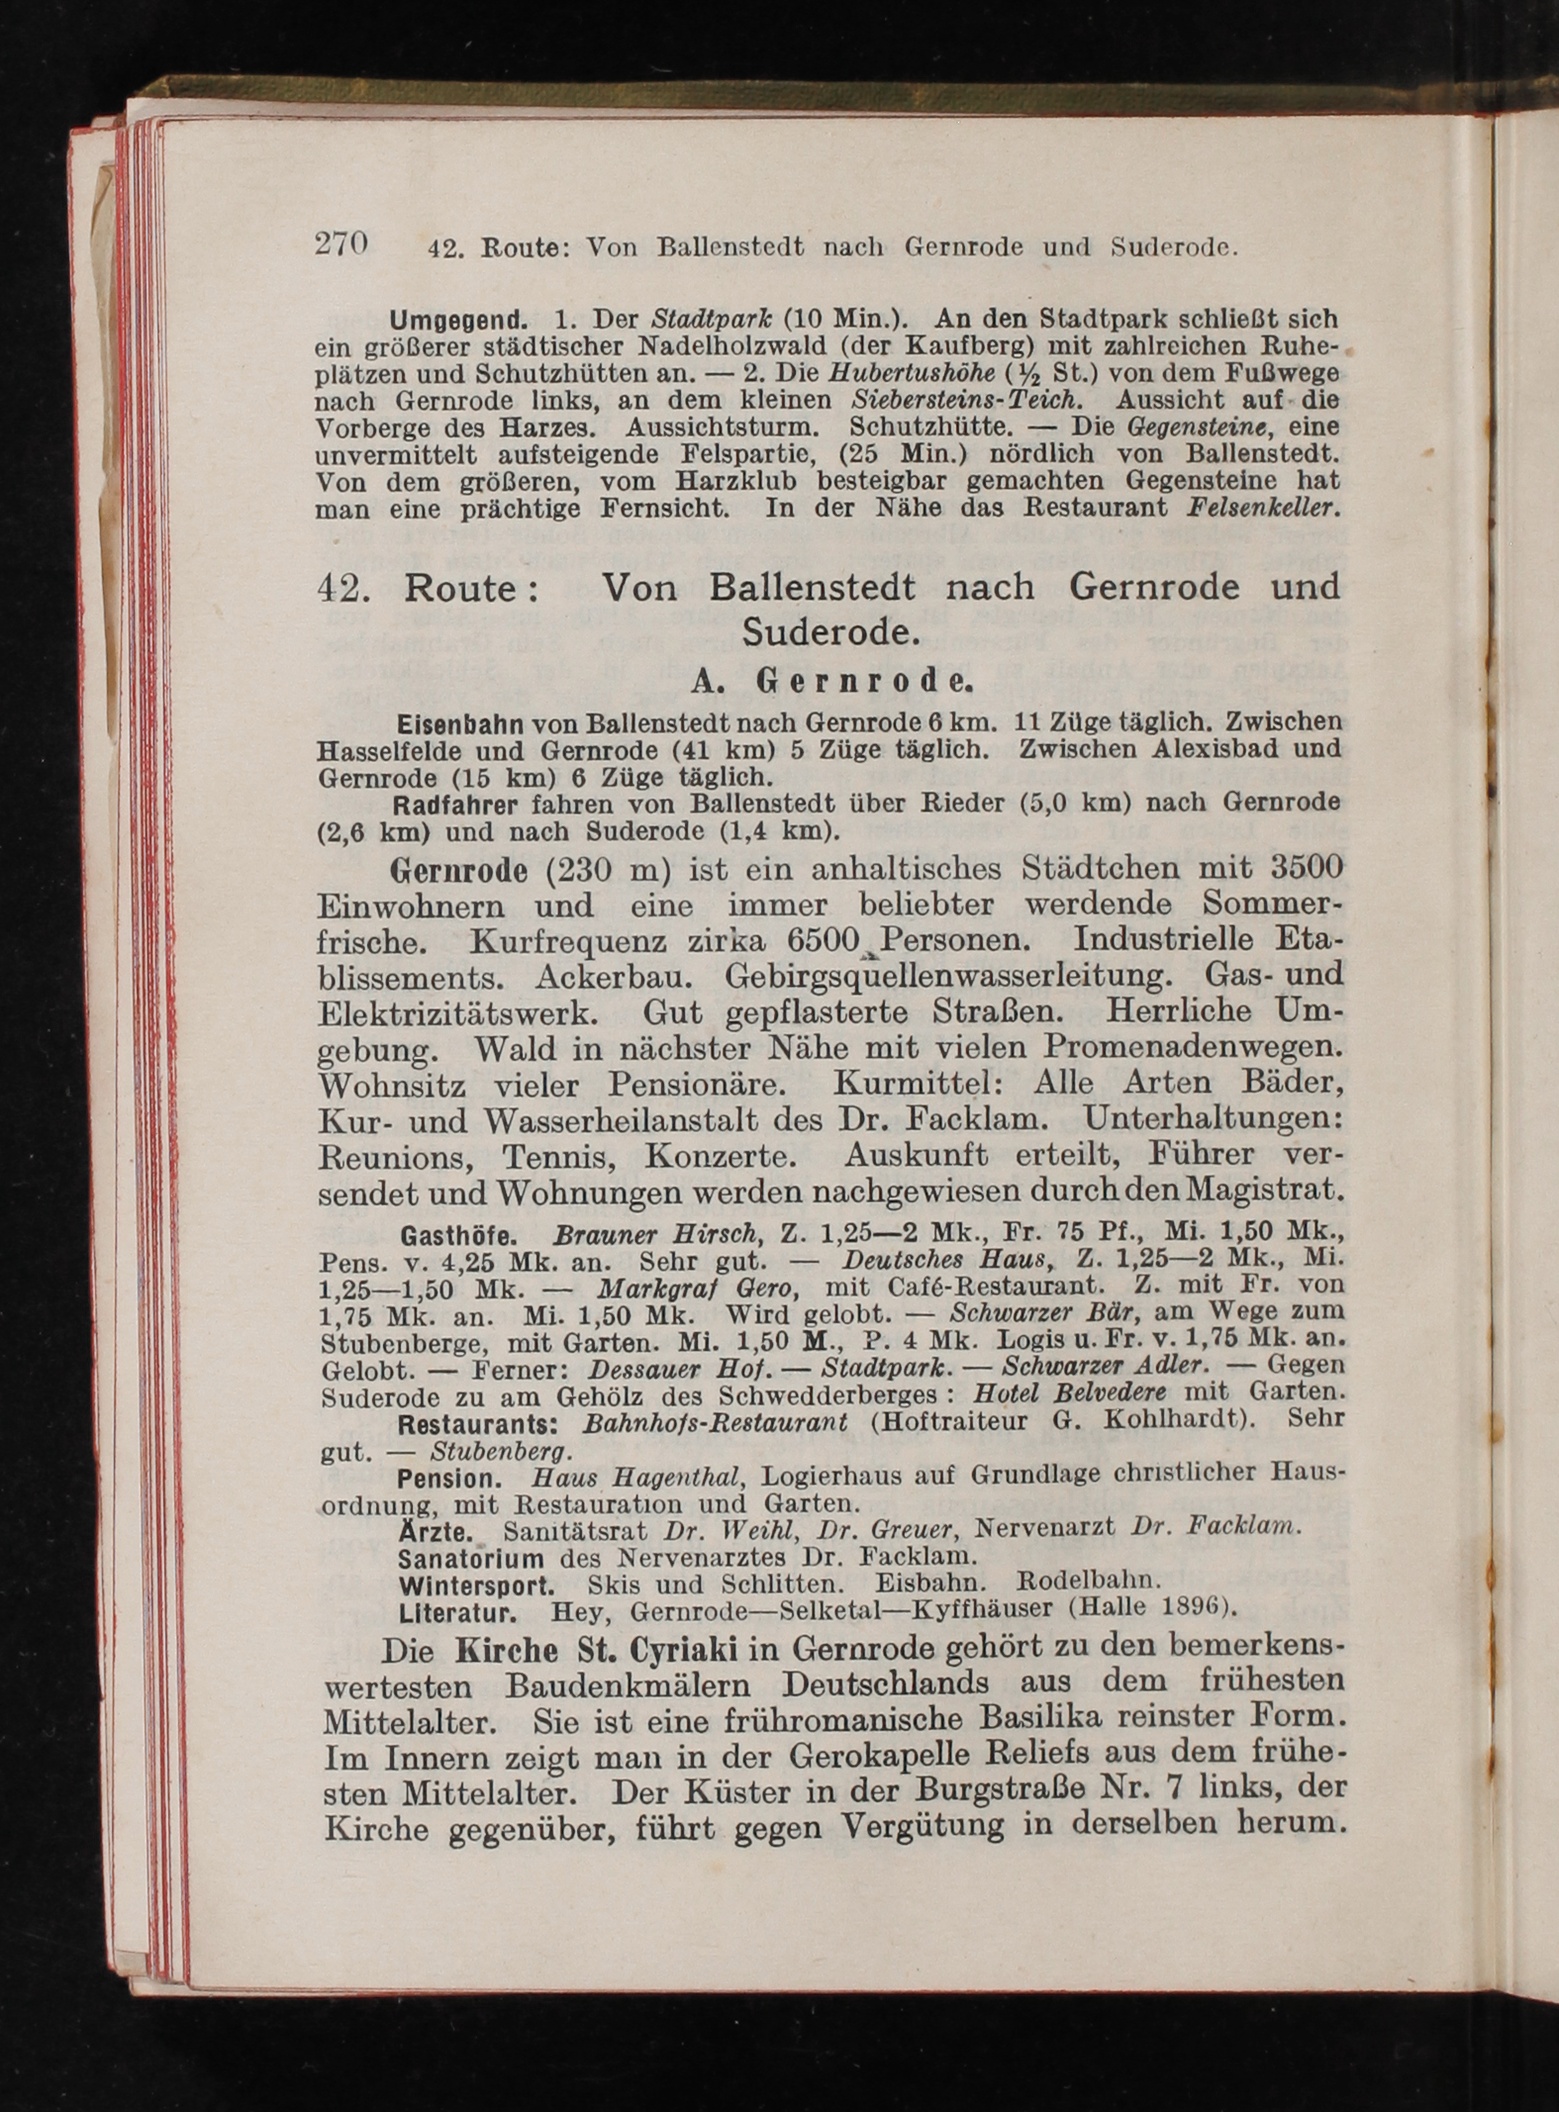 270 42. Route: Von Ballenstedt nach Gernrode und Suderode.
Umgegend. 1. Der Stadtpark (10 Min.). An den Stadtpark schließt sich
ein größerer städtischer Nadelholzwald (der Kaufberg) mit zahlreichen Ruhe-
plätzen und Schutzhütten an. — 2. Die Hubertushöhe (½ St.) von dem Fußwege
nach Gernrode links, an dem kleinen Siebersteins-Teich. Aussicht auf die
Vorberge des Harzes. Aussichtsturm. Schutzhütte. — Die Gegensteine, eine
unvermittelt aufsteigende Felspartie, (25 Min.) nördlich von Ballenstedt.
Von dem größeren, vom Harzklub besteigbar gemachten Gegensteine hat
man eine prächtige Fernsicht. In der Nähe das Restaurant Felsenkeller.
42. Route: Von Ballenstedt nach Gernrode und
Suderode.
A. Gernrode.
Eisenbahn von Ballenstedt nach Gernrode 6 km. 11 Züge täglich. Zwischen
Hasselfelde und Gernrode (41 km) 5 Züge täglich. Zwischen Alexisbad und
Gernrode (15 km) 6 Züge täglich.
Radfahrer fahren von Ballenstedt über Rieder (5,0 km) nach Gernrode
(2,6 km) und nach Suderode (1,4 km).
Gernrode (230 m) ist ein anhaltisches Städtchen mit 3500
Einwohnern und eine immer beliebter werdende Sommer-
frische. Kurfrequenz zirka 6500 Personen. Industrielle Eta-
blissements. Ackerbau. Gebirgsquellenwasserleitung. Gas- und
Elektrizitätswerk. Gut gepflasterte Straßen. Herrliche Um-
gebung. Wald in nächster Nähe mit vielen Promenadenwegen.
Wohnsitz vieler Pensionäre. Kurmittel: Alle Arten Bäder,
Kur- und Wasserheilanstalt des Dr. Facklam. Unterhaltungen:
Reunions, Tennis, Konzerte. Auskunft erteilt, Führer ver-
sendet und Wohnungen werden nachgewiesen durch den Magistrat.
Gasthöfe. Brauner Hirsch, Z. 1,25—2 Mk., Fr. 75 Pf., Mi. 1,50 Mk.,
Pens. v. 4,25 Mk. an. Sehr gut. — Deutsches Haus, Z. 1,25—2 Mk., Mi.
1,25—1,50 Mk. — Markgraf Gero, mit Café-Restaurant. Z. mit Fr. von
1,75 Mk. an. Mi. 1,50 Mk. Wird gelobt. — Schwarzer Bär, am Wege zum
Stubenberge, mit Garten. Mi. 1,50 M., P. 4 Mk. Logis u. Fr. v. 1,75 Mk. an.
Gelobt. — Ferner: Dessauer Hof. — Stadtpark. — Schwarzer Adler. — Gegen
Suderode zu am Gehölz des Schwedderberges: Hotel Belvedere mit Garten.
Restaurants: Bahnhofs-Restaurant (Hoftraiteur G. Kohlhardt). Sehr
gut. — Stubenberg.
Pension. Haus Hagenthal, Logierhaus auf Grundlage christlicher Haus-
ordnung, mit Restauration und Garten.
Ärzte. Sanitätsrat Dr. Weihl, Dr. Greuer, Nervenarzt Dr. Facklam.
Sanatorium des Nervenarztes Dr. Facklam.
Wintersport. Skis und Schlitten. Eisbahn. Rodelbahn.
Literatur. Hey, Gernrode—Selketal—Kyffhäuser (Halle 1896).
Die Kirche St. Cyriaki in Gernrode gehört zu den bemerkens-
wertesten Baudenkmälern Deutschlands aus dem frühesten
Mittelalter. Sie ist eine frühromanische Basilika reinster Form.
Im Innern zeigt man in der Gerokapelle Reliefs aus dem frühe-
sten Mittelalter. Der Küster in der Burgstraße Nr. 7 links, der
Kirche gegenüber, führt gegen Vergütung in derselben herum.